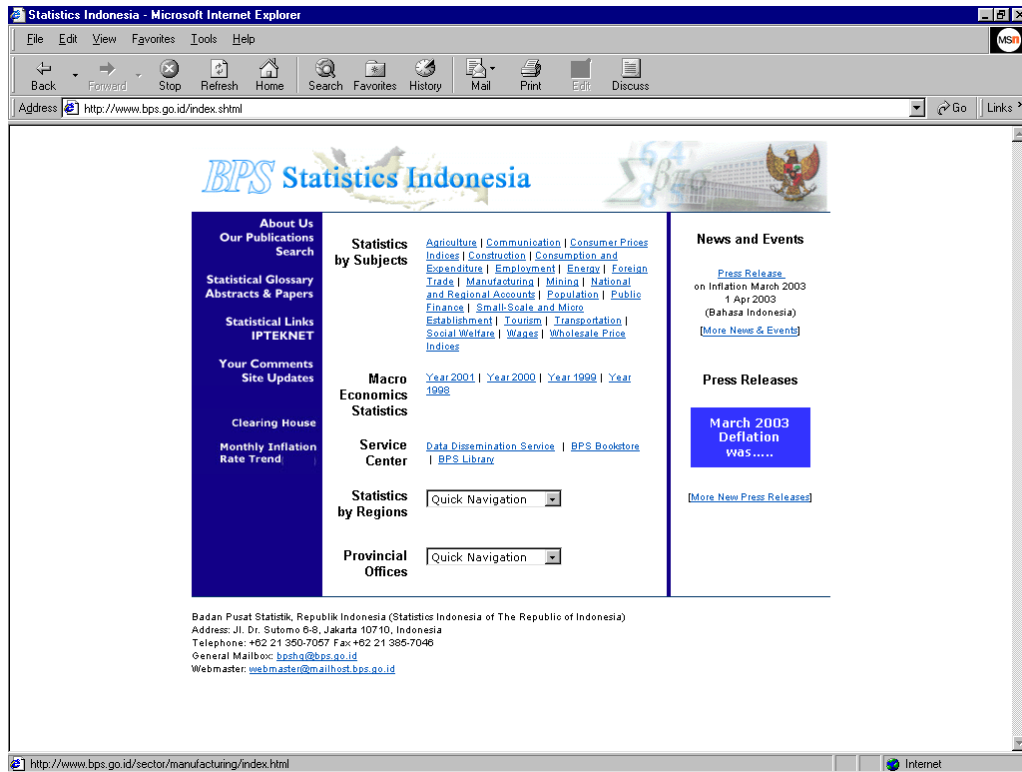 Statistics Indonesia - Microsoft Internet Explorer
File Edit View Favorites Tools Help
MSN
Back Forward Stop Refresh Home Search Favorites History Mail Print Edit Discuss
Address http://www.bps.go.id/index.shtml Go Links
BPS Statistics Indonesia
Σβπσ
6 4 8
About Us
Our Publications
Search
Statistical Glossary
Abstracts & Papers
Statistical Links
IPTEKNET
Your Comments
Site Updates
Clearing House
Monthly Inflation
Rate Trend
Statistics
by Subjects
Agriculture | Communication | Consumer Prices
Indices | Construction | Consumption and
Expenditure | Employment | Energy | Foreign
Trade | Manufacturing | Mining | National
and Regional Accounts | Population | Public
Finance | Small-Scale and Micro
Establishment | Tourism | Transportation |
Social Welfare | Wages | Wholesale Price
Indices
Macro
Economics
Statistics
Year 2001 | Year 2000 | Year 1999 | Year
1998
Service
Center
Data Dissemination Service | BPS Bookstore
| BPS Library
Statistics
by Regions
Quick Navigation
Provincial
Offices
Quick Navigation
News and Events
Press Release
on Inflation March 2003
1 Apr 2003
(Bahasa Indonesia)
[More News & Events]
Press Releases
March 2003
Deflation
was.....
[More New Press Releases]
Badan Pusat Statistik, Republik Indonesia (Statistics Indonesia of The Republic of Indonesia)
Address: Jl. Dr. Sutomo 6-8, Jakarta 10710, Indonesia
Telephone: +62 21 350-7057 Fax +62 21 385-7046
General Mailbox: bpshq@bps.go.id
Webmaster: webmaster@mailhost.bps.go.id
http://www.bps.go.id/sector/manufacturing/index.html Internet